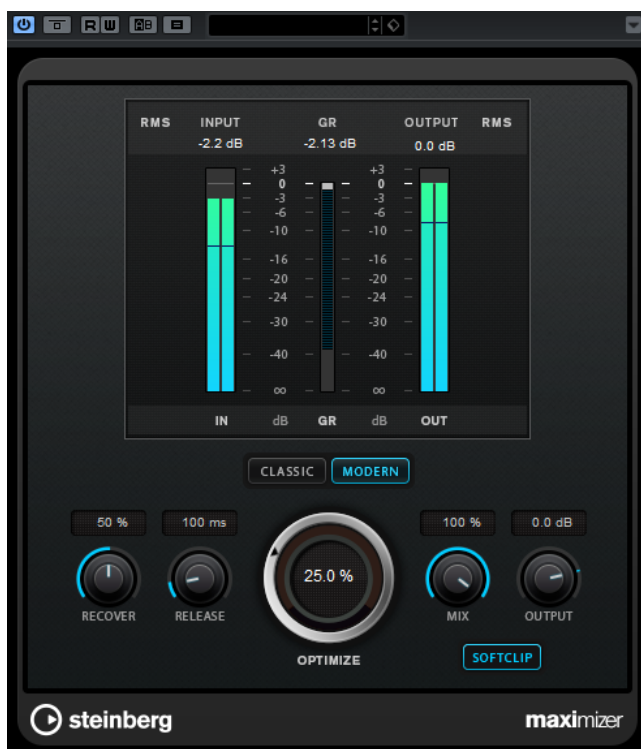 R W AB
RMS INPUT GR OUTPUT RMS
-2.2 dB -2.13 dB 0.0 dB
+3 +3
0 0
-3 -3
-6 -6
-10 -10
-16 -16
-20 -20
-24 -24
-30 -30
-40 -40
∞ ∞
IN dB GR dB OUT
CLASSIC MODERN
50 % 100 ms 100 % 0.0 dB
25.0 %
RECOVER RELEASE MIX OUTPUT
OPTIMIZE SOFTCLIP
steinberg maximizer